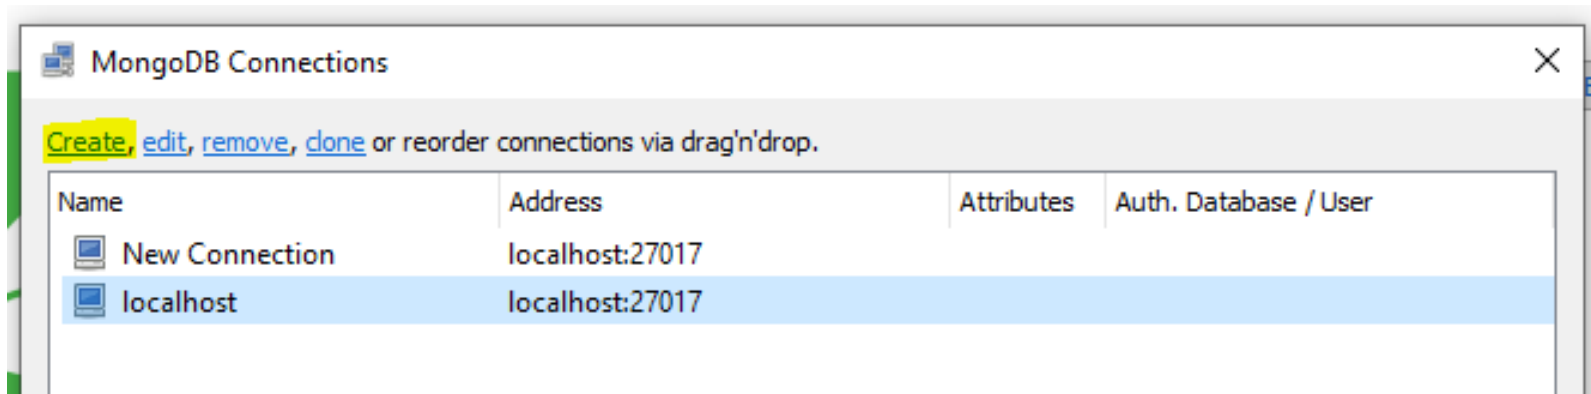 MongoDB Connections
Create, edit, remove, clone or reorder connections via drag'n'drop.
Name Address Attributes Auth. Database / User
New Connection localhost:27017
localhost localhost:27017